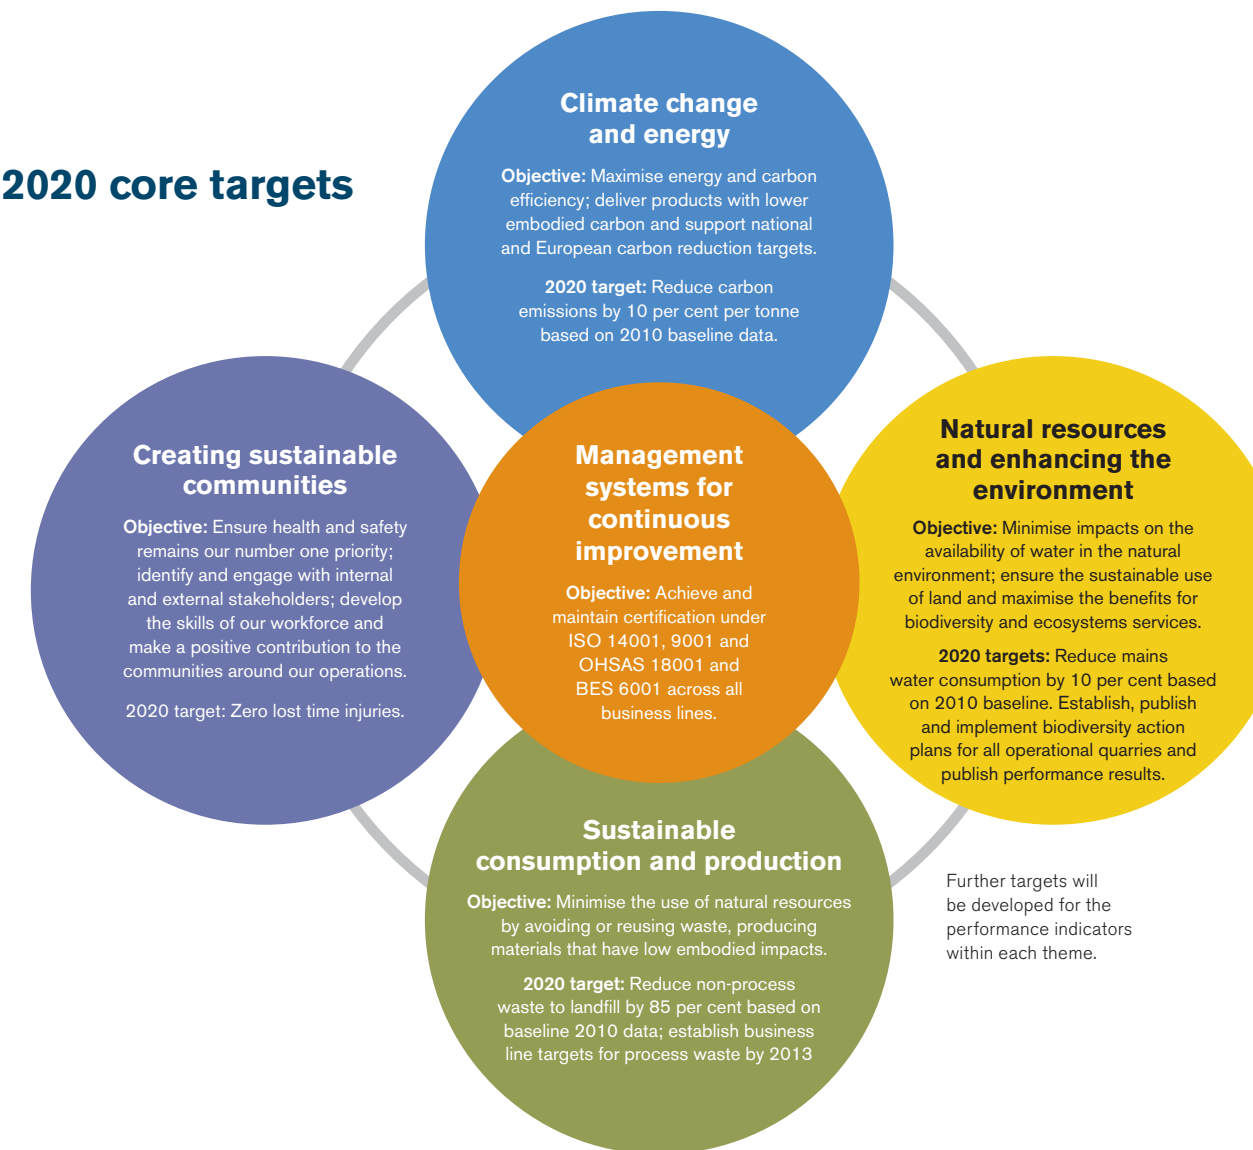 2020 core targets
Climate change
and energy
Objective: Maximise energy and carbon
efficiency; deliver products with lower
embodied carbon and support national
and European carbon reduction targets.
2020 target: Reduce carbon
emissions by 10 per cent per tonne
based on 2010 baseline data.
Creating sustainable
communities
Objective: Ensure health and safety
remains our number one priority;
identify and engage with internal
and external stakeholders; develop
the skills of our workforce and
make a positive contribution to the
communities around our operations.
2020 target: Zero lost time injuries.
Management
systems for
continuous
improvement
Objective: Achieve and
maintain certification under
ISO 14001, 9001 and
OHSAS 18001 and
BES 6001 across all
business lines.
Natural resources
and enhancing the
environment
Objective: Minimise impacts on the
availability of water in the natural
environment; ensure the sustainable use
of land and maximise the benefits for
biodiversity and ecosystems services.
2020 targets: Reduce mains
water consumption by 10 per cent based
on 2010 baseline. Establish, publish
and implement biodiversity action
plans for all operational quarries and
publish performance results.
Sustainable
consumption and production
Objective: Minimise the use of natural resources
by avoiding or reusing waste, producing
materials that have low embodied impacts.
2020 target: Reduce non-process
waste to landfill by 85 per cent based on
baseline 2010 data; establish business
line targets for process waste by 2013
Further targets will
be developed for the
performance indicators
within each theme.